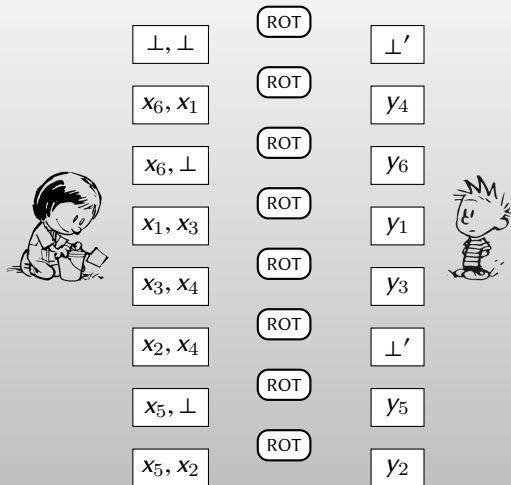 ROT
⊥, ⊥ ⊥′
ROT
x₆, x₁ y₄
ROT
x₆, ⊥ y₆
ROT
x₁, x₃ y₁
ROT
x₃, x₄ y₃
ROT
x₂, x₄ ⊥′
ROT
x₅, ⊥ y₅
ROT
x₅, x₂ y₂